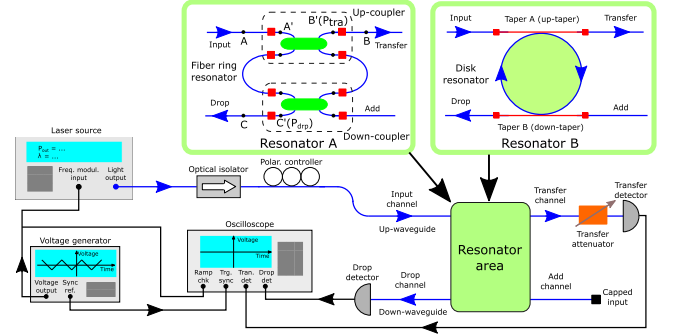 B'(Ptra)
Up-coupler
A'
Input
A
B
Transfer
Fiber ring
resonator
Drop
C
C'(Pdrp)
Add
Down-coupler
Resonator A
Input
Taper A (up-taper)
Transfer
Disk
resonator
Drop
Add
Taper B (down-taper)
Resonator B
Laser source
Pout = ...
λ = ...
Freq. modul.
input
Light
output
Optical isolator
Polar. controller
Input
channel
Up-waveguide
Resonator
area
Transfer
channel
Transfer
detector
Transfer
attenuator
Voltage generator
Voltage
Time
Voltage
output
Sync
ref.
Oscilloscope
Voltage
Time
Ramp
chk
Trg.
sync
Tran.
det
Drop
det
Drop
detector
Drop
channel
Down-waveguide
Add
channel
Capped
input